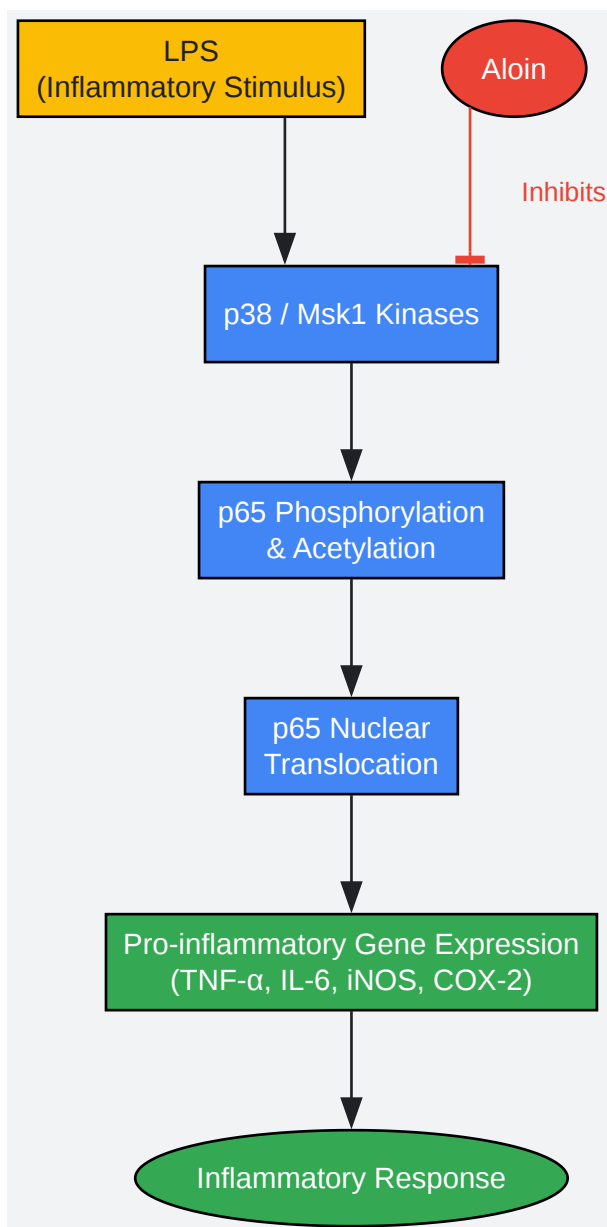 LPS
(Inflammatory Stimulus)
Aloin
Inhibits
p38 / Msk1 Kinases
p65 Phosphorylation
& Acetylation
p65 Nuclear
Translocation
Pro-inflammatory Gene Expression
(TNF-α, IL-6, iNOS, COX-2)
Inflammatory Response